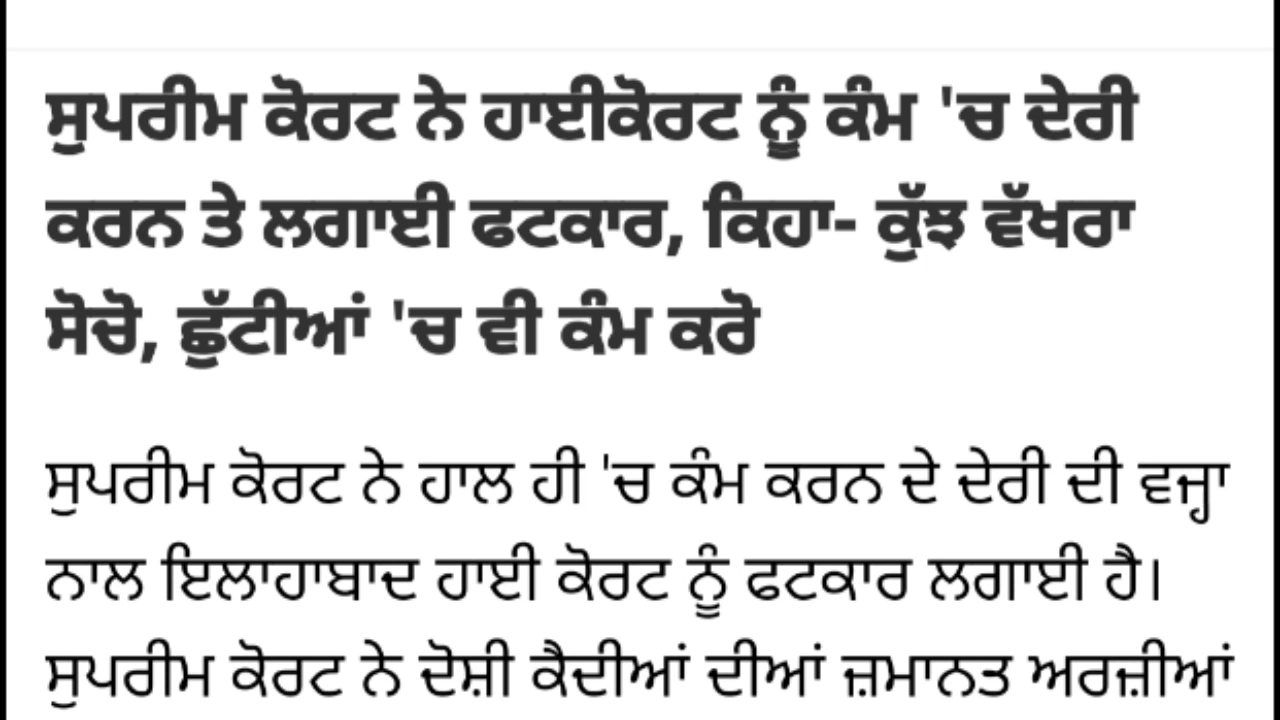 ਸੁਪਰੀਮ ਕੋਰਟ ਨੇ ਹਾਈਕੋਰਟ ਨੂੰ ਕੰਮ 'ਚ ਦੇਰੀ
ਕਰਨ ਤੇ ਲਗਾਈ ਫਟਕਾਰ, ਕਿਹਾ- ਕੁੱਝ ਵੱਖਰਾ
ਸੋਚੋ, ਛੁੱਟੀਆਂ 'ਚ ਵੀ ਕੰਮ ਕਰੋ
ਸੁਪਰੀਮ ਕੋਰਟ ਨੇ ਹਾਲ ਹੀ 'ਚ ਕੰਮ ਕਰਨ ਦੇ ਦੇਰੀ ਦੀ ਵਜ੍ਹਾ
ਨਾਲ ਇਲਾਹਾਬਾਦ ਹਾਈ ਕੋਰਟ ਨੂੰ ਫਟਕਾਰ ਲਗਾਈ ਹੈ।
ਸੁਪਰੀਮ ਕੋਰਟ ਨੇ ਦੋਸ਼ੀ ਕੈਦੀਆਂ ਦੀਆਂ ਜ਼ਮਾਨਤ ਅਰਜ਼ੀਆਂ